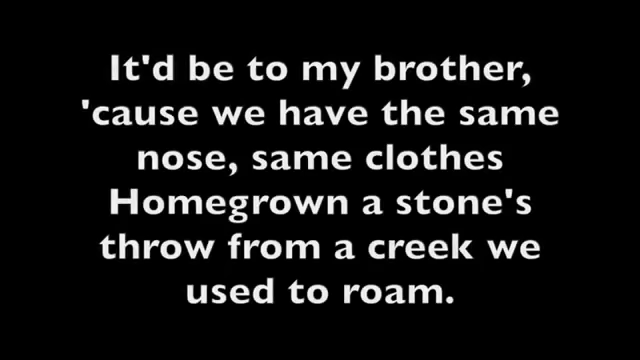 It'd be to my brother,
'cause we have the same
nose, same clothes
Homegrown a stone's
throw from a creek we
used to roam.